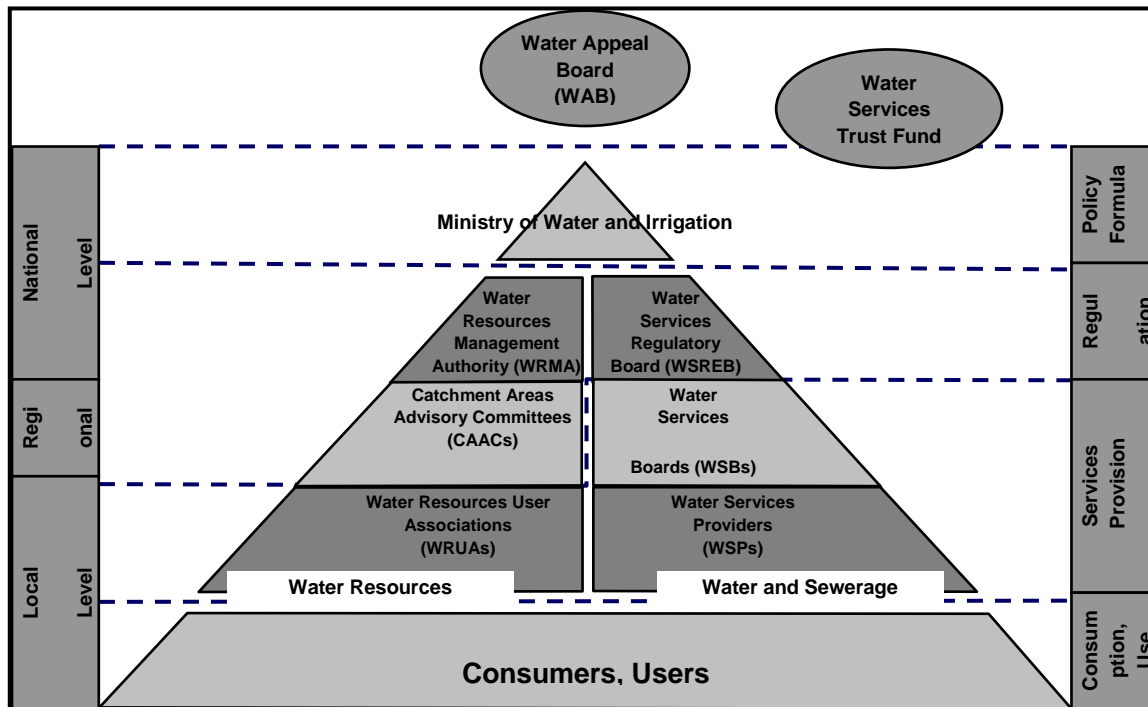 Water Appeal
Board
(WAB)
Water
Services
Trust Fund
National
Level
Regi
onal
Local
Level
Ministry of Water and Irrigation
Water
Resources
Management
Authority (WRMA)
Water
Services
Regulatory
Board (WSREB)
Catchment Areas
Advisory Committees
(CAACs)
Water
Services
Boards (WSBs)
Water Resources User
Associations
(WRUAs)
Water Services
Providers
(WSPs)
Water Resources
Water and Sewerage
Consumers, Users
Policy
Formula
Regul
ation
Services
Provision
Consum
ption,
Use